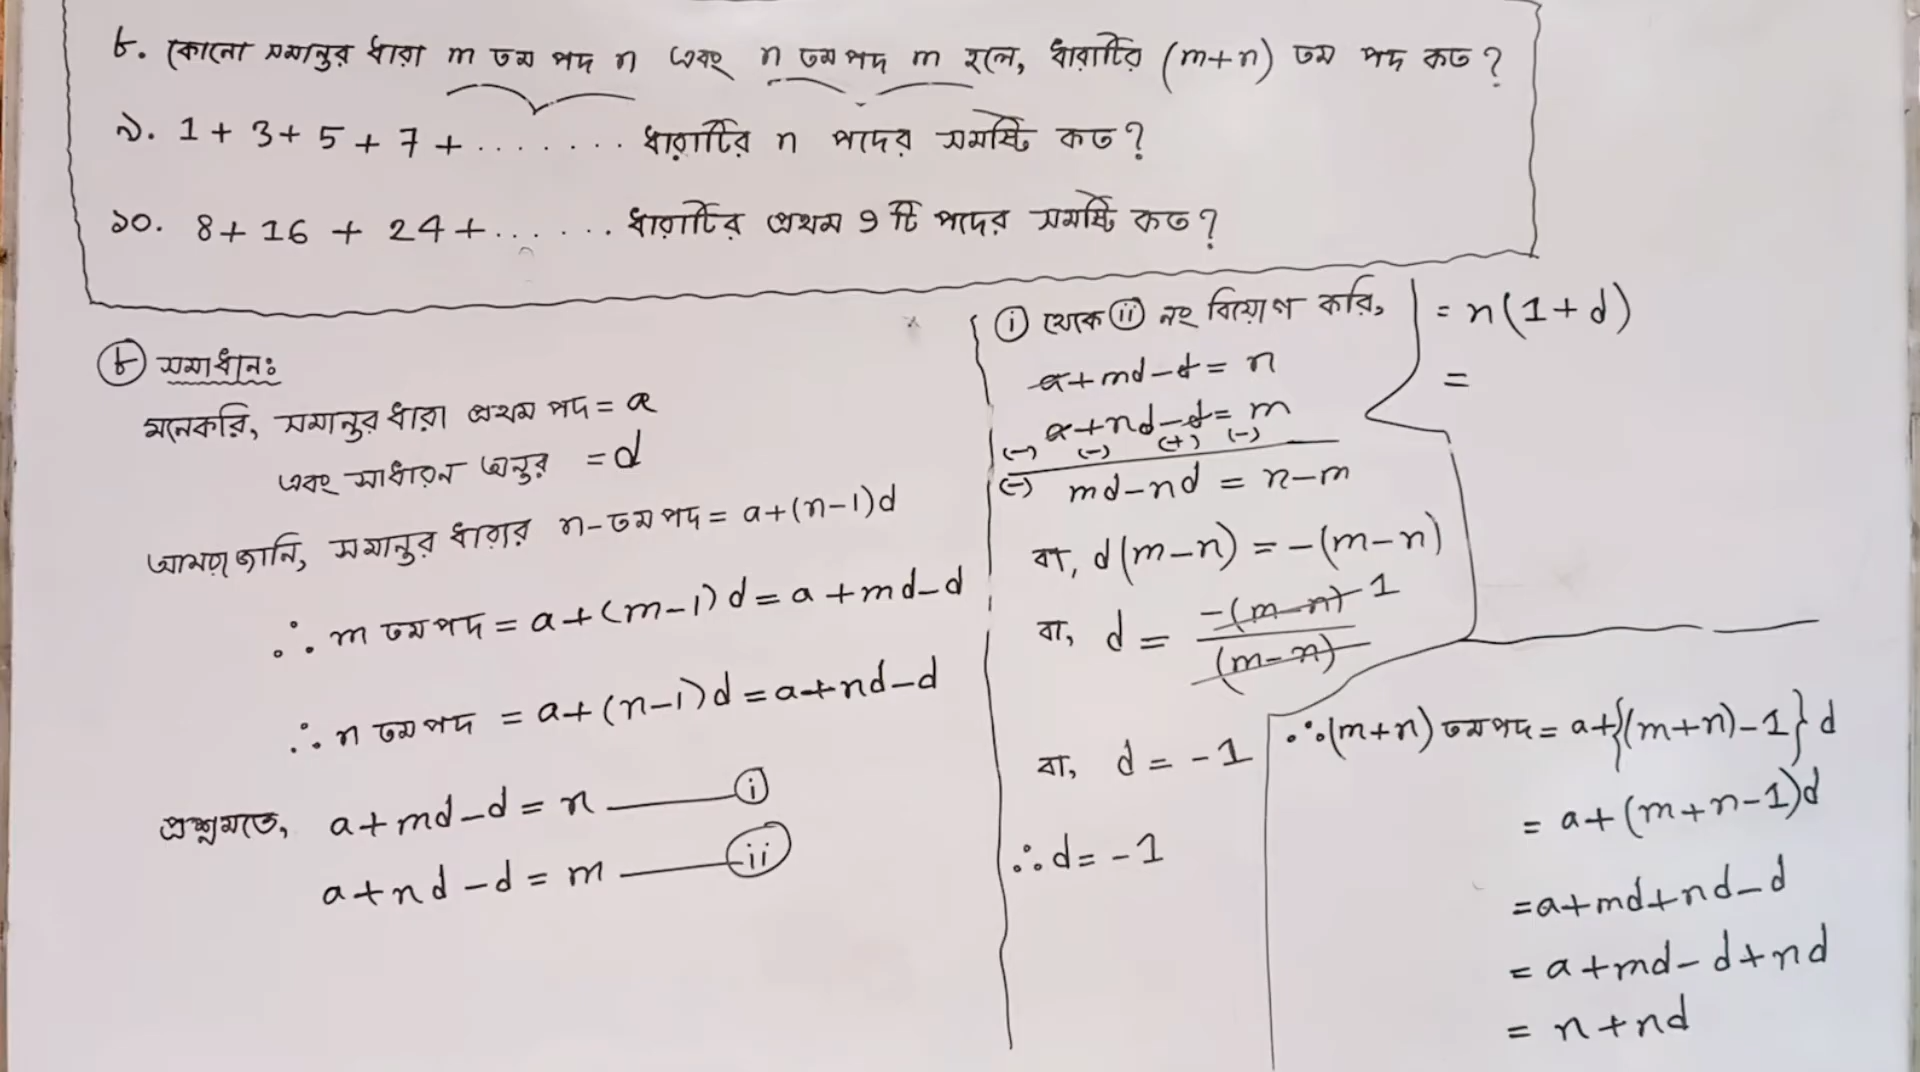 ৮. কোনো সমান্তর ধারা m তম পদ n এবং n তম পদ m হলে, ধারাটির (m+n) তম পদ কত?
৯. 1+3+5+7+....... ধারাটির n পদের সমষ্টি কত?
১০. 8+16+24+...... ধারাটির প্রথম 9 টি পদের সমষ্টি কত?
৮ সমাধানঃ
মনেকরি, সমান্তর ধারা প্রথম পদ = a
এবং সাধারন অন্তর = d
আমরা জানি, সমান্তর ধারার n-তম পদ = a+(n-1)d
∴ m তম পদ = a+(m-1)d = a+md-d
∴ n তম পদ = a+(n-1)d = a+nd-d
প্রশ্নমতে, a+md-d = n ——— (i)
a+nd-d = m ——— (ii)
(i) থেকে (ii) নং বিয়োগ করি,
a+md-d = n
a+nd-d = m
(-) (-) (+) (-)
(-) md-nd = n-m
বা, d(m-n) = -(m-n)
বা, d = -(m-n) 1
(m-n)
বা, d = -1
∴ d = -1
∴ (m+n) তম পদ = a+{(m+n)-1}d
= a+(m+n-1)d
= a+md+nd-d
= a+md-d+nd
= n+nd
= n(1+d)
=